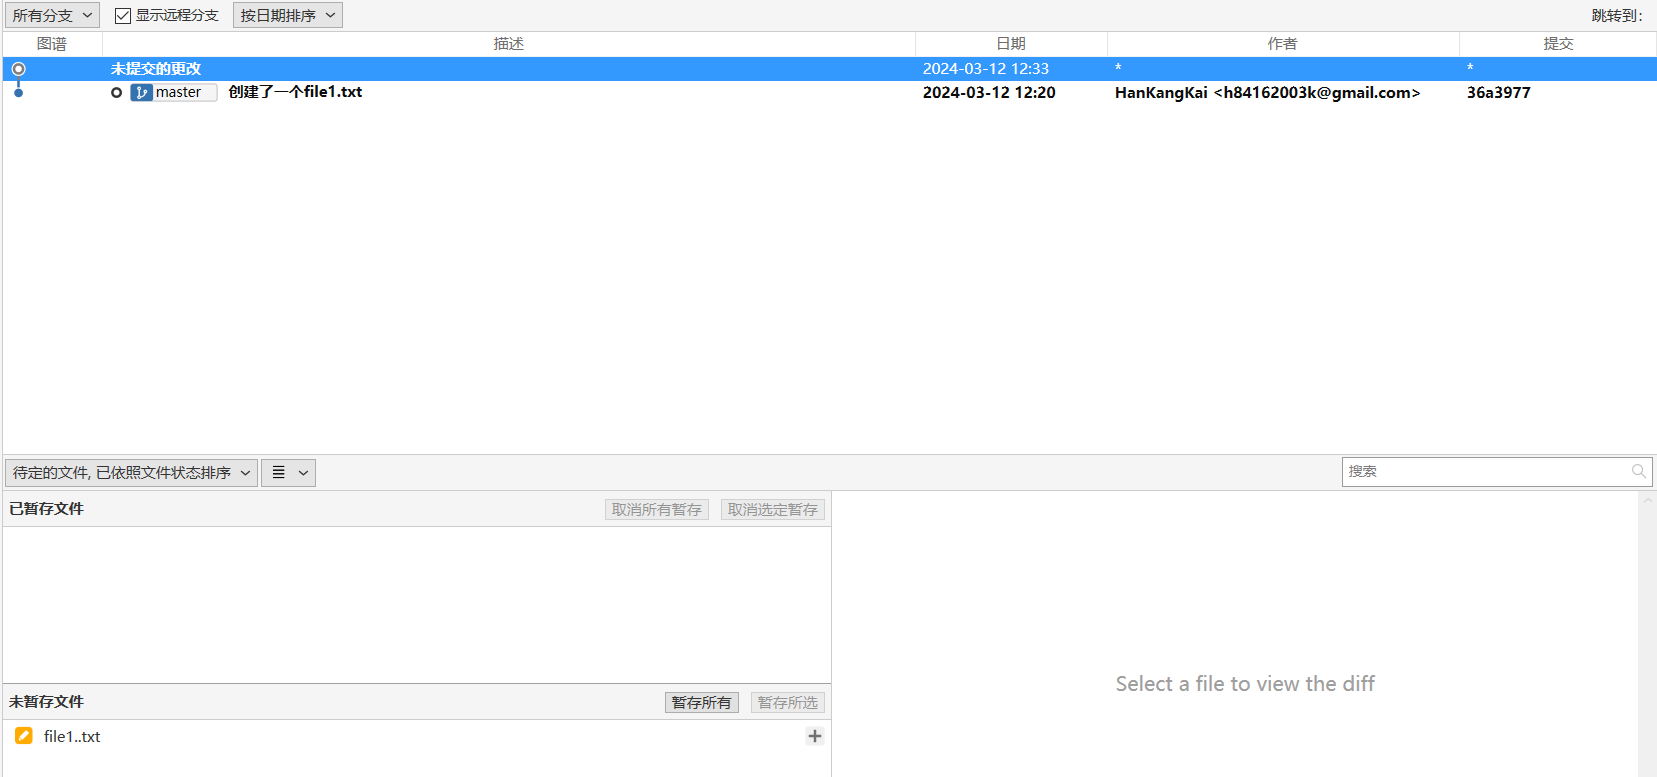 所有分支 显示远程分支 按日期排序 跳转到:
图谱 描述 日期 作者 提交
未提交的更改 2024-03-12 12:33 * *
master 创建了一个file1.txt 2024-03-12 12:20 HanKangKai <h84162003k@gmail.com> 36a3977
待定的文件, 已依照文件状态排序 搜索
已暂存文件 取消所有暂存 取消选定暂存
Select a file to view the diff
未暂存文件 暂存所有 暂存所选
file1..txt